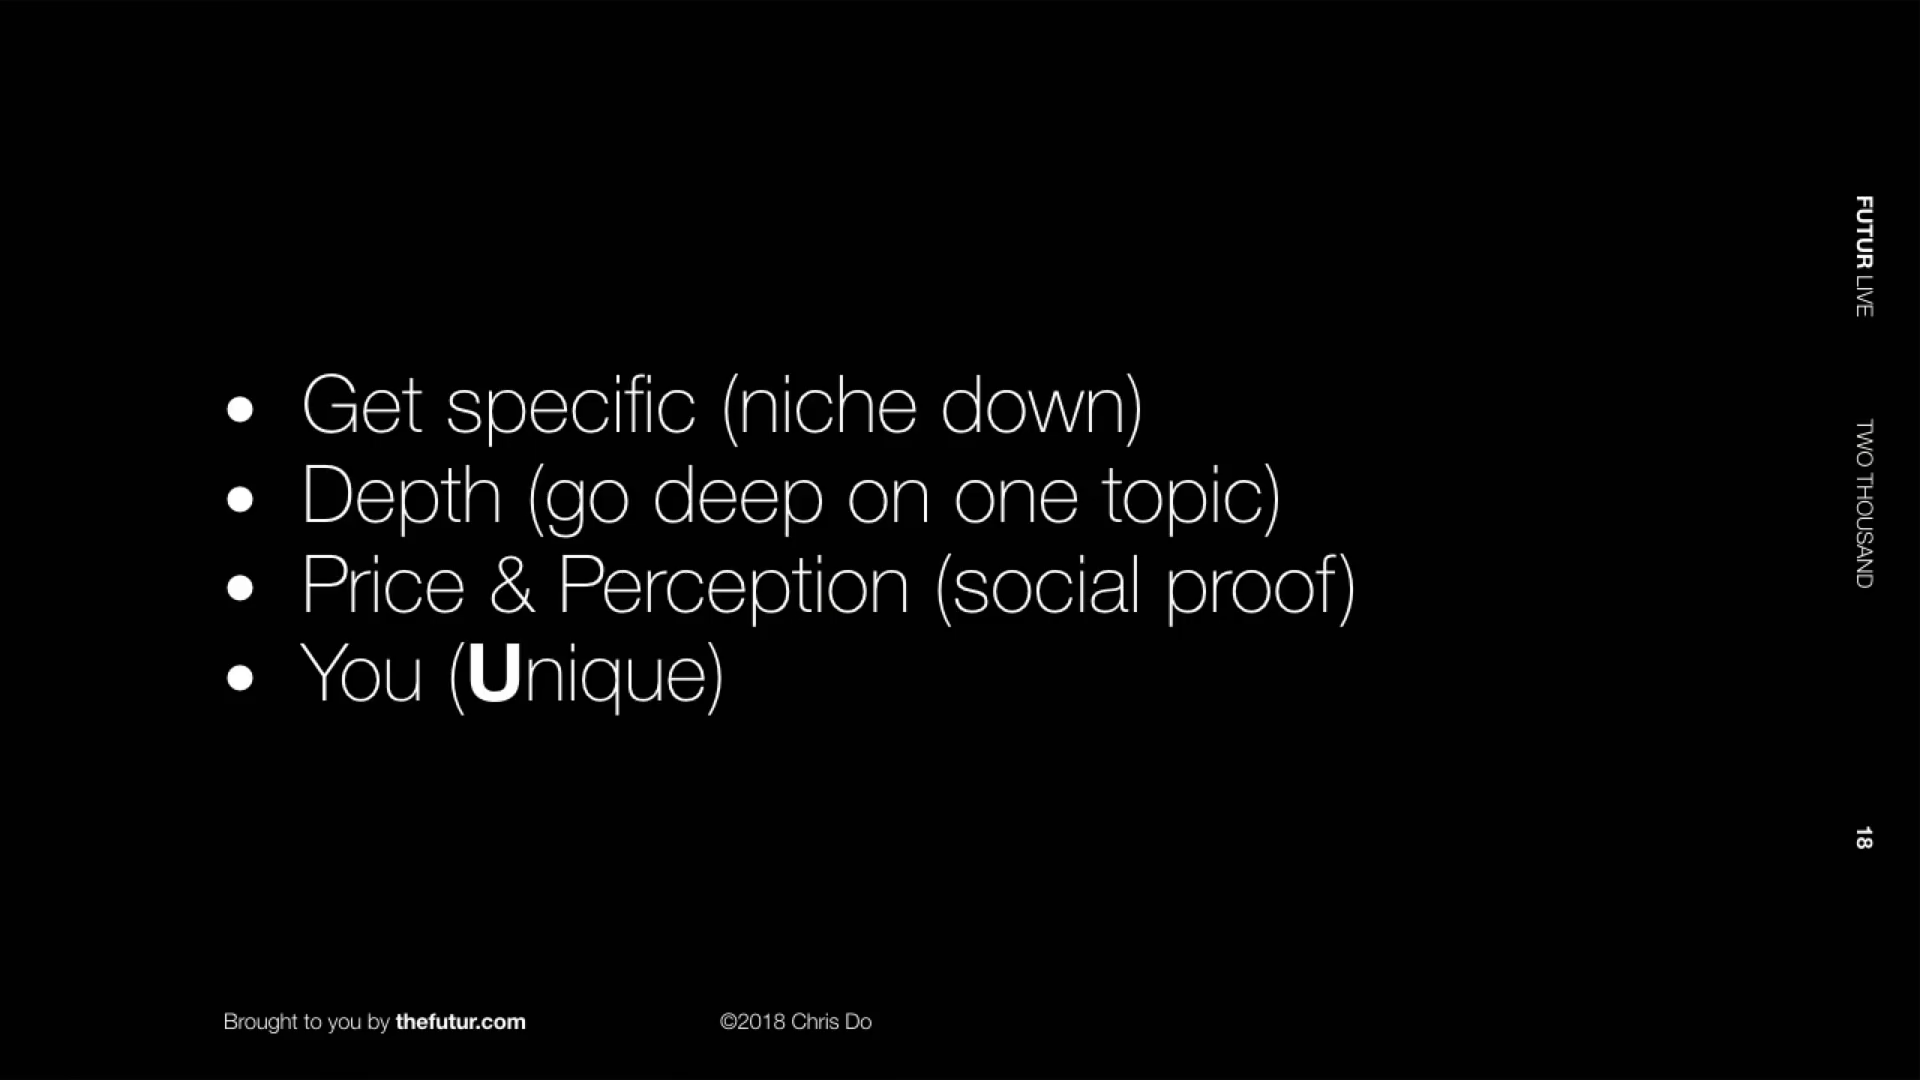 • Get specific (niche down)
• Depth (go deep on one topic)
• Price & Perception (social proof)
• You (Unique)
FUTUR LIVE
TWO THOUSAND
18
Brought to you by thefutur.com
©2018 Chris Do